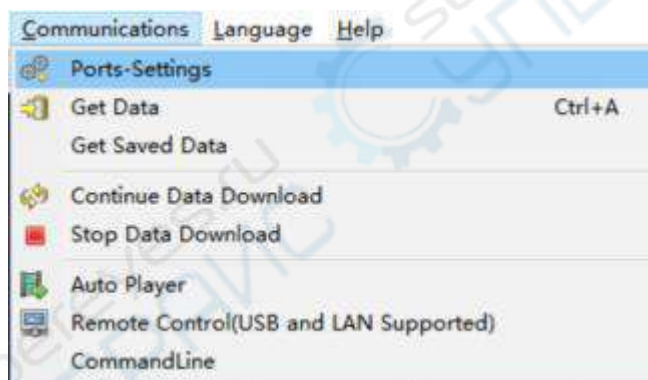 Communications Language Help
Ports-Settings
Get Data Ctrl+A
Get Saved Data
Continue Data Download
Stop Data Download
Auto Player
Remote Control(USB and LAN Supported)
CommandLine